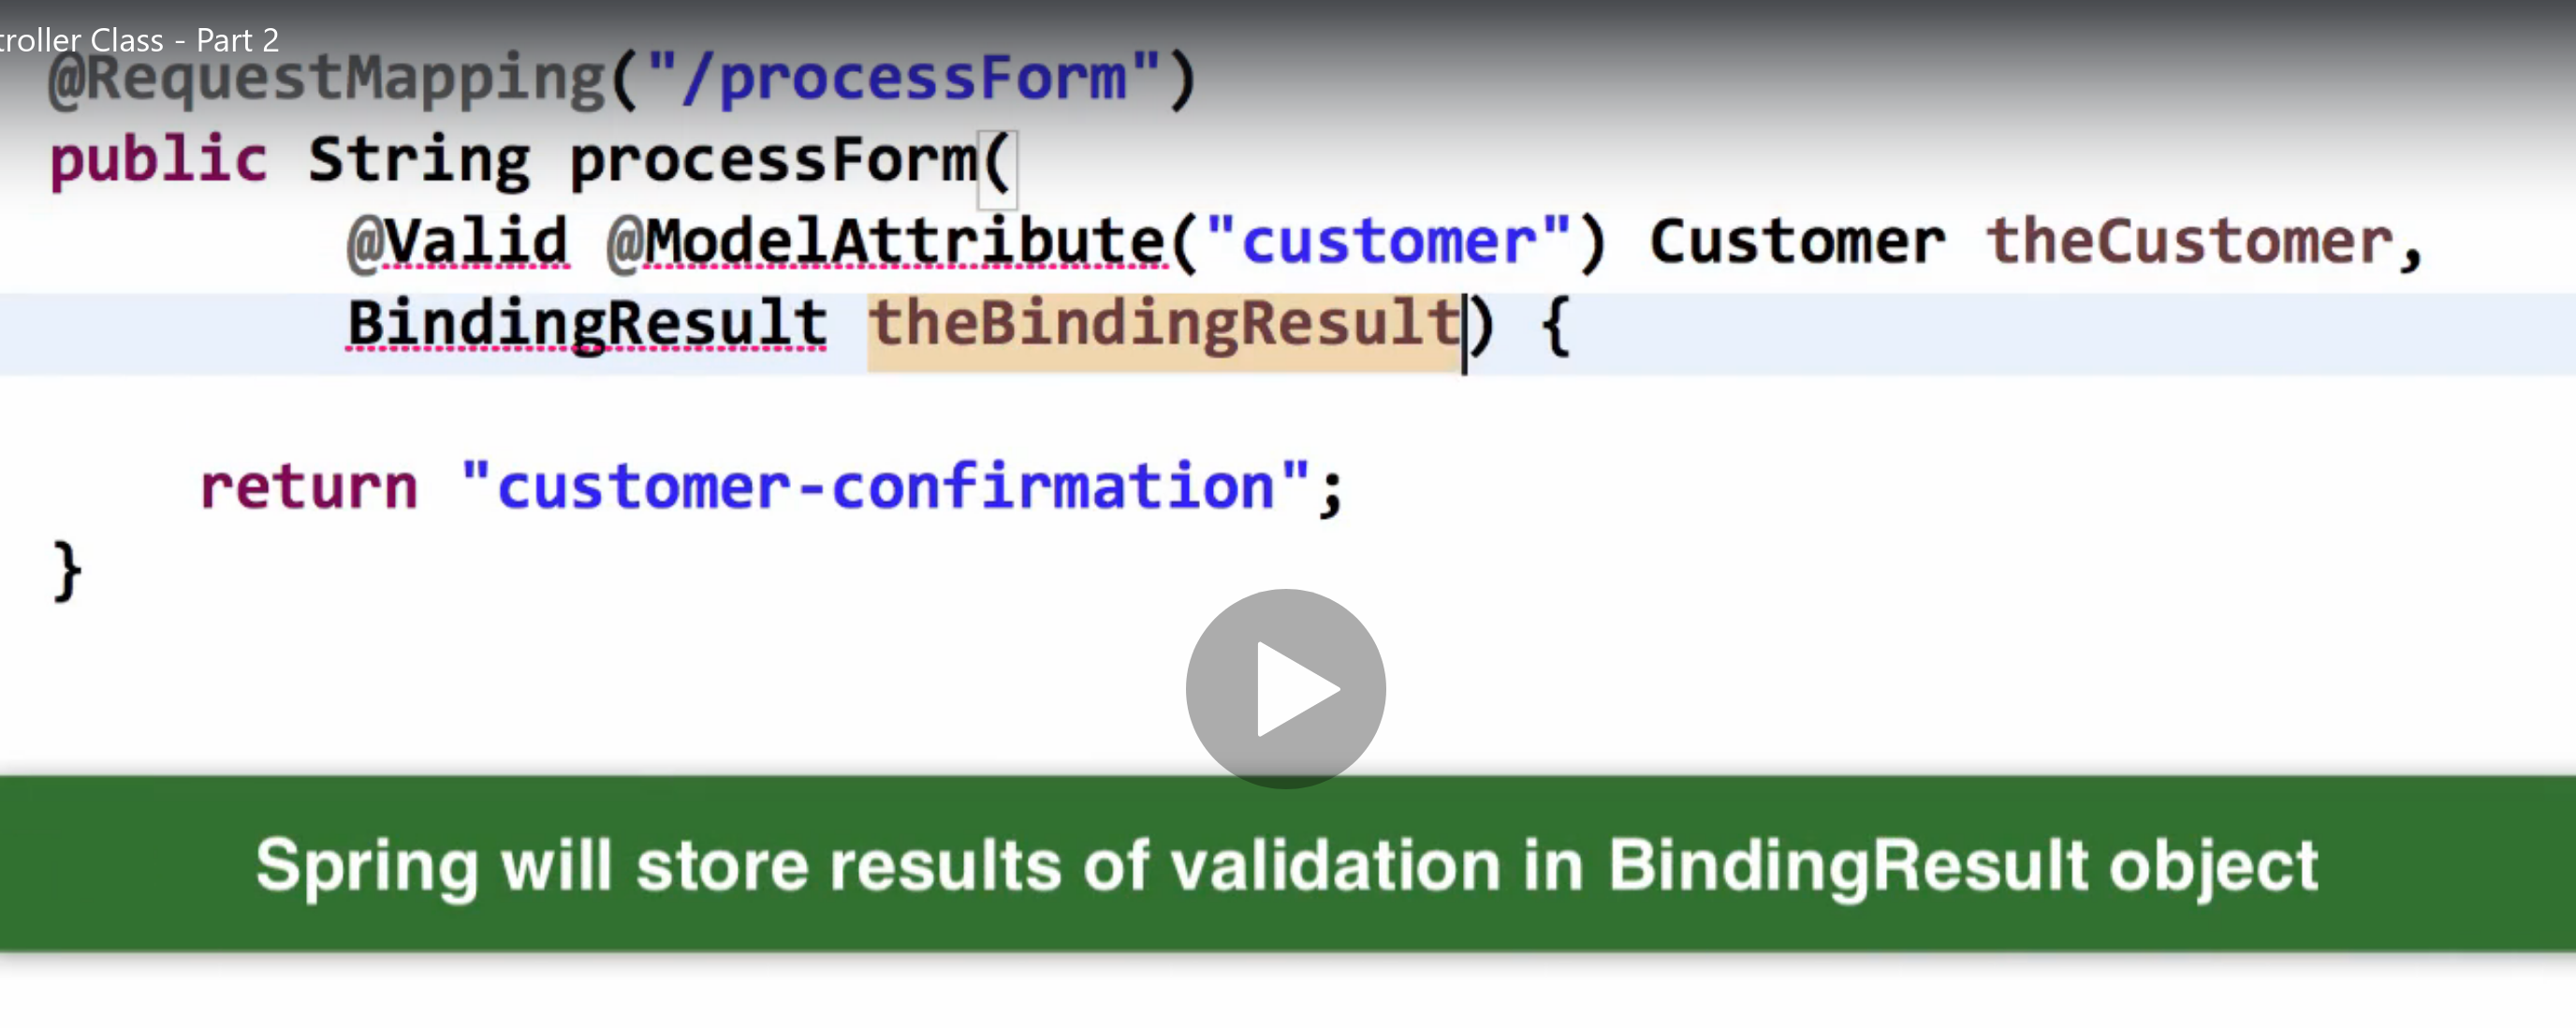 troller Class - Part 2
@RequestMapping("/processForm")
public String processForm(
@Valid @ModelAttribute("customer") Customer theCustomer,
BindingResult theBindingResult) {
return "customer-confirmation";
}
Spring will store results of validation in BindingResult object